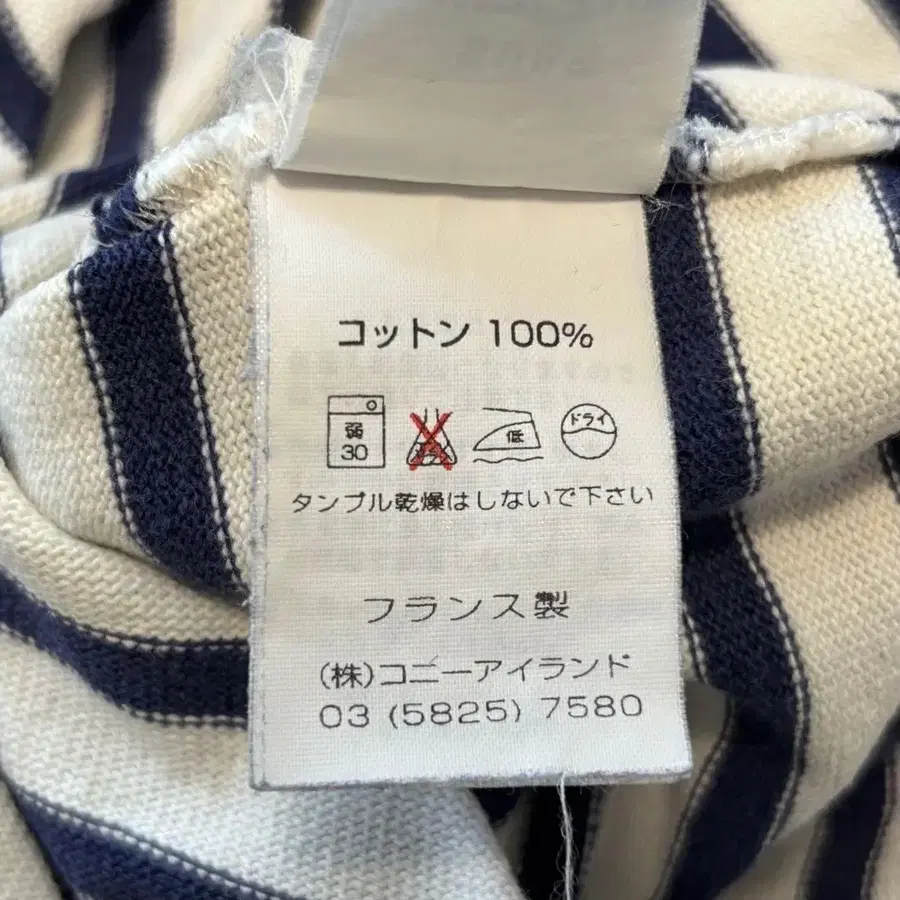 コットン 100%
弱
30
低
ドライ
タンブル乾燥はしないで下さい
フランス製
(株)コニーアイランド
03 (5825) 7580